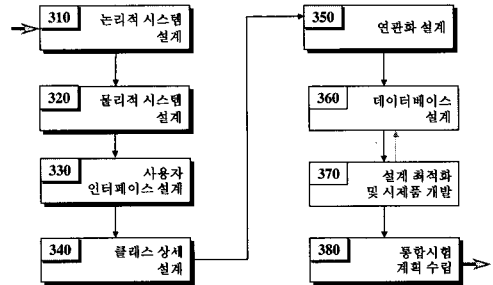 310 논리적 시스템
설계
320 물리적 시스템
설계
330 사용자
인터페이스 설계
340 클래스 상세
설계
350 연관화 설계
360 데이터베이스
설계
370 설계 최적화
및 시제품 개발
380 통합시험
계획 수립